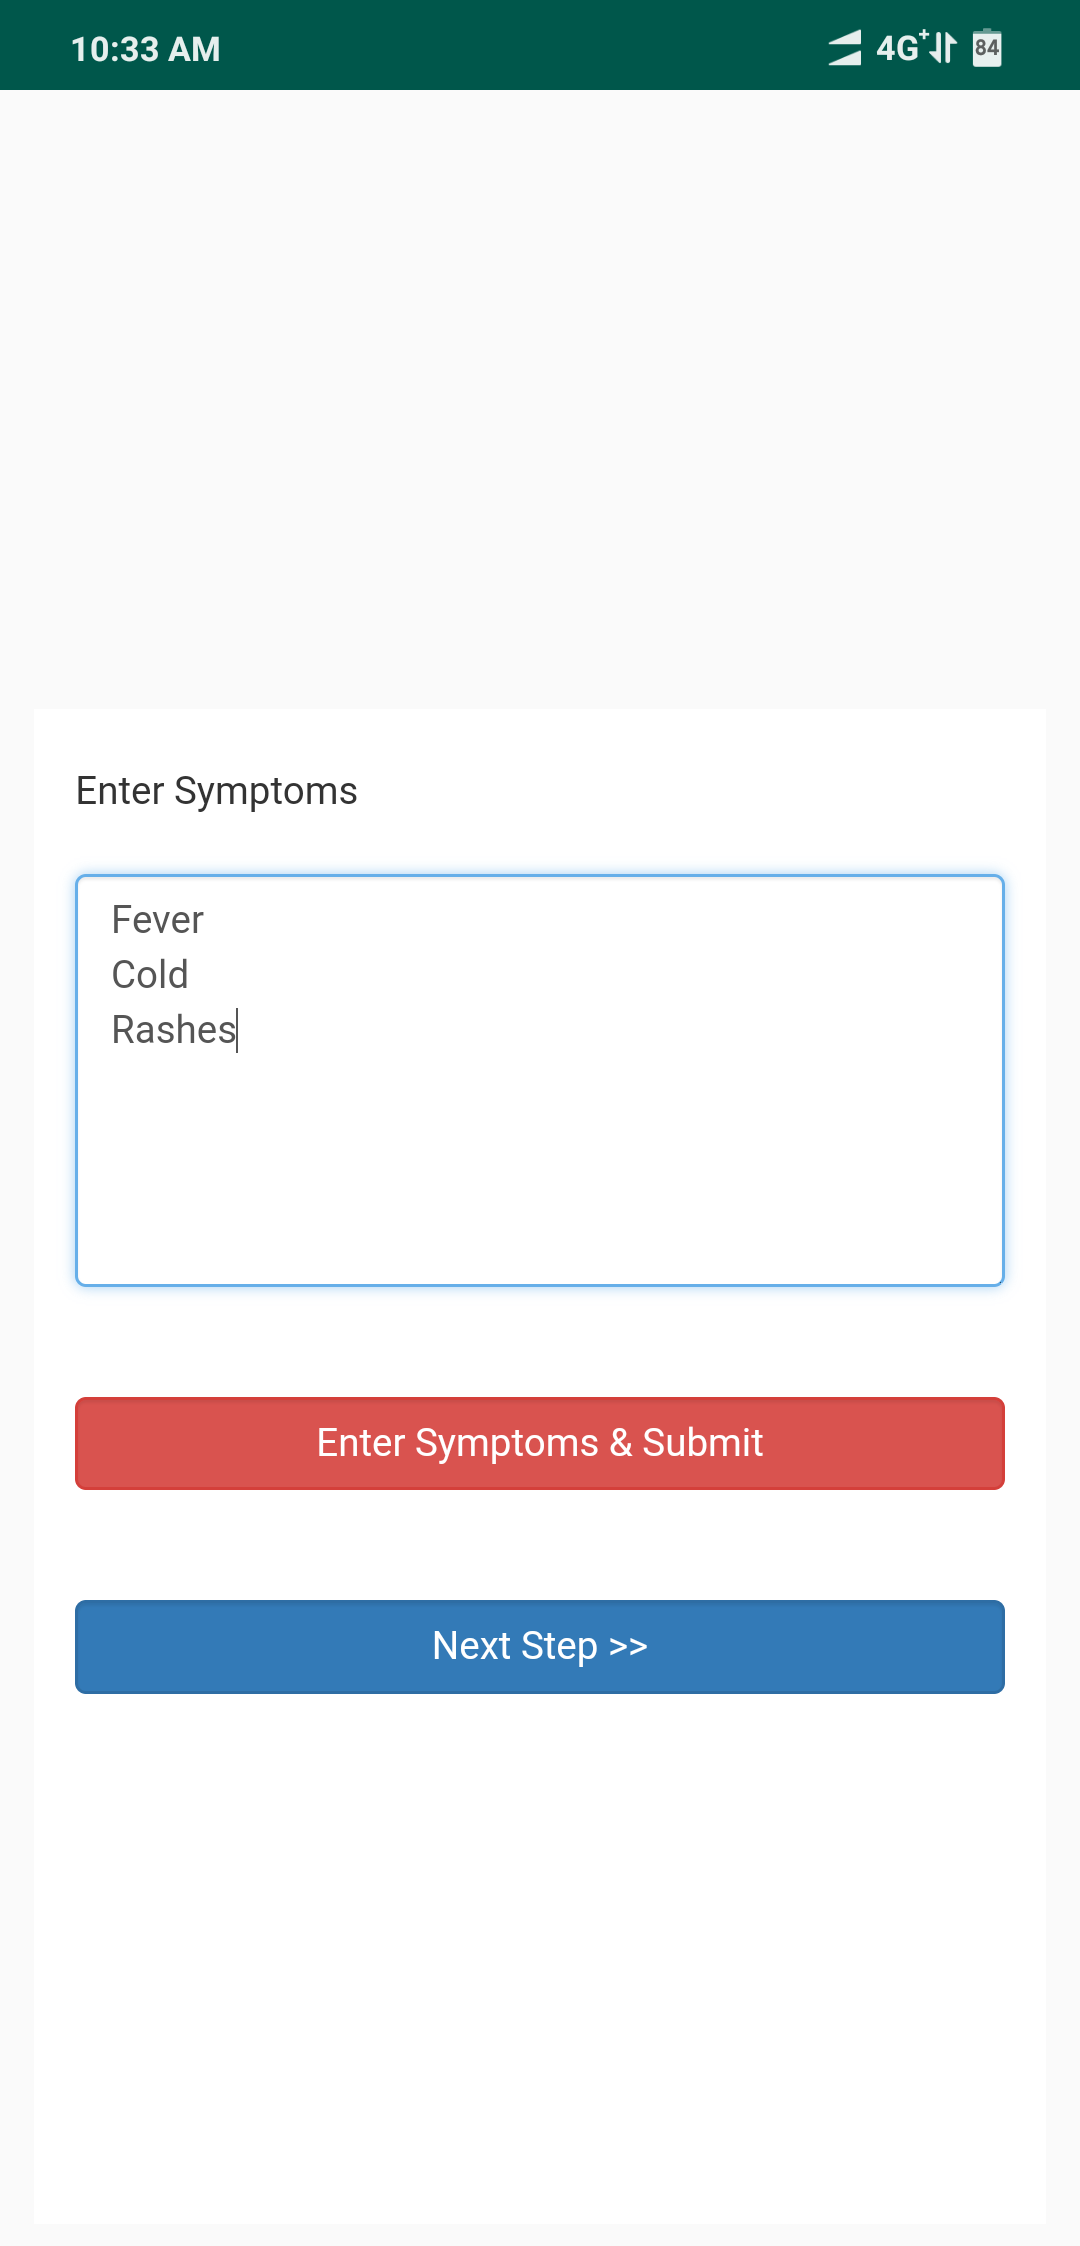 10:33 AM 4G+ 84
Enter Symptoms
Fever
Cold
Rashes
Enter Symptoms & Submit
Next Step >>